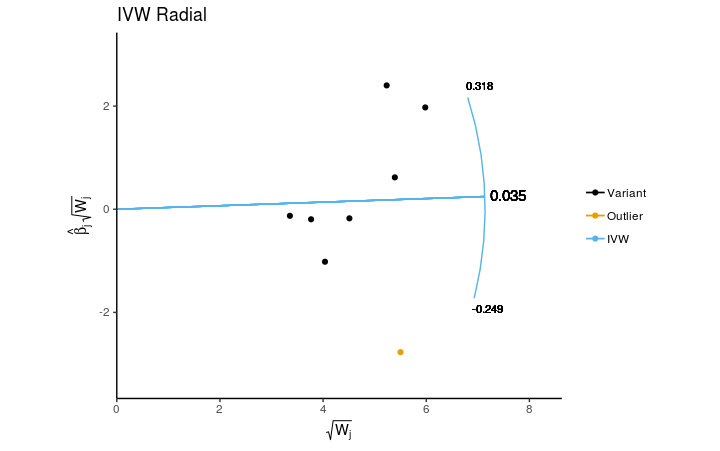 IVW Radial
0.318
2
0.035
0
-0.249
-2
β̂j√Wj
0
2
4
6
8
√Wj
Variant
Outlier
IVW